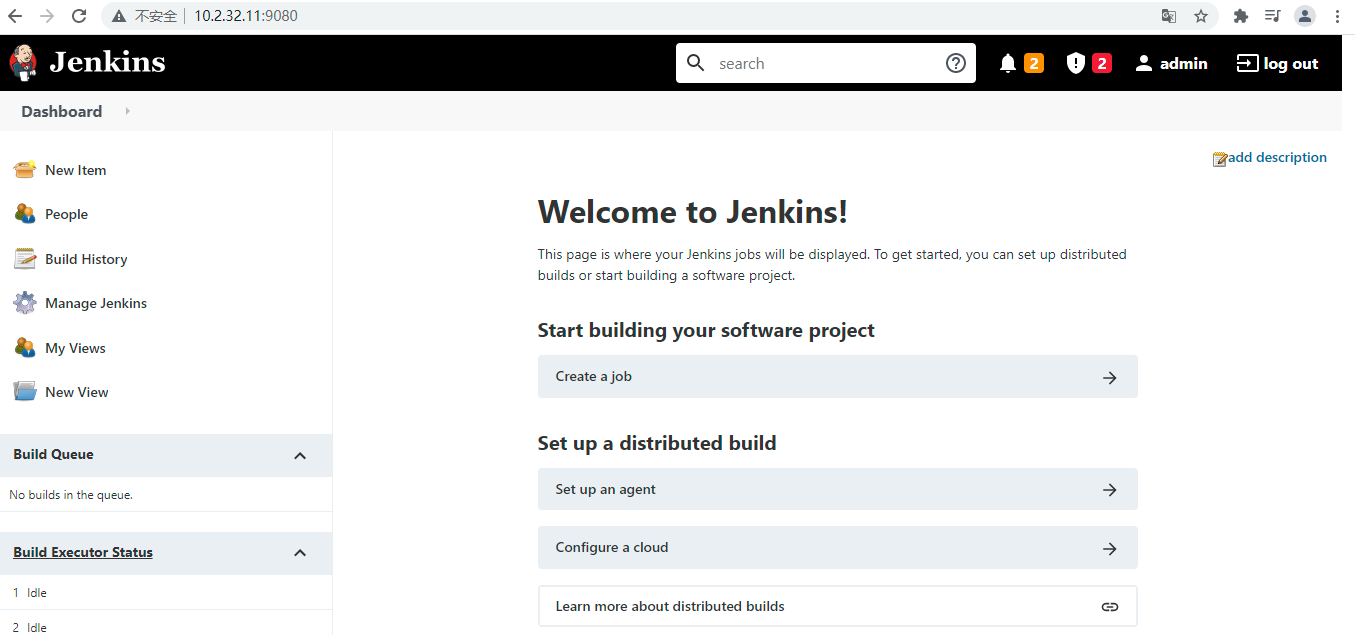 不安全 10.2.32.11:9080
Jenkins
search
2
2
admin
log out
Dashboard
New Item
People
Build History
Manage Jenkins
My Views
New View
Build Queue
No builds in the queue.
Build Executor Status
1 Idle
2 Idle
add description
Welcome to Jenkins!
This page is where your Jenkins jobs will be displayed. To get started, you can set up distributed
builds or start building a software project.
Start building your software project
Create a job
Set up a distributed build
Set up an agent
Configure a cloud
Learn more about distributed builds